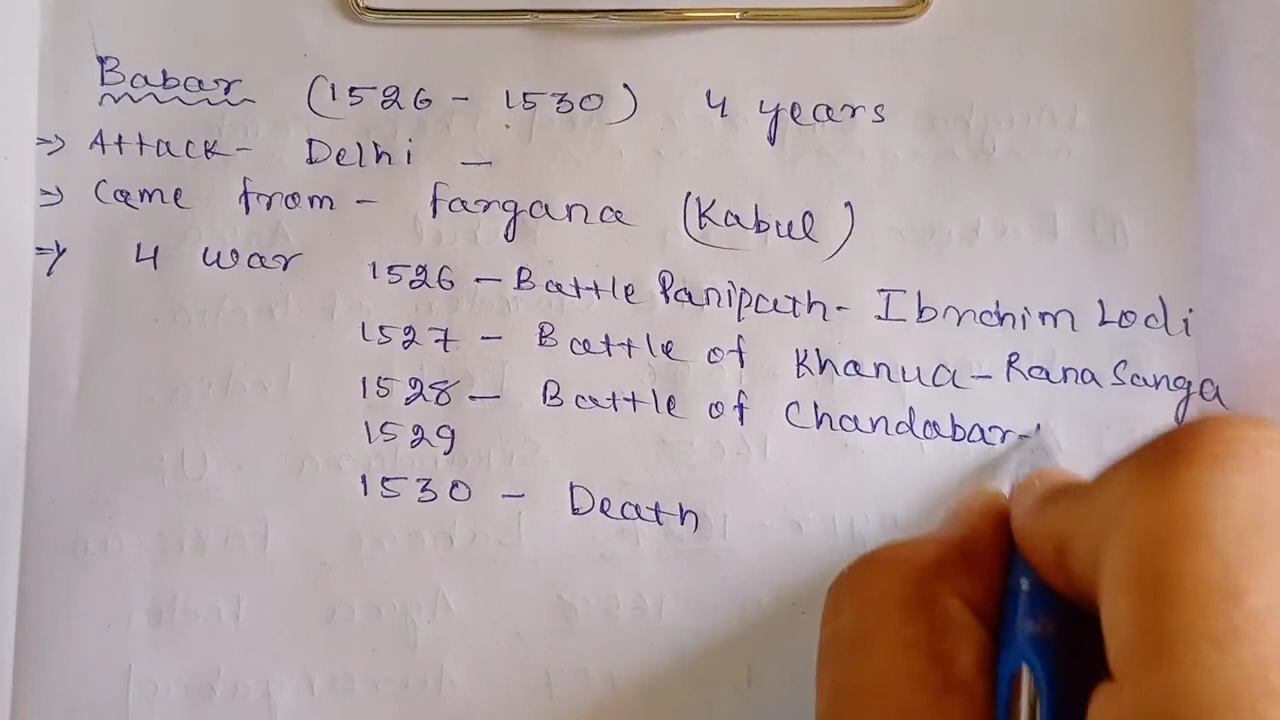 Babar (1526 - 1530) 4 years
⇒ Attack - Delhi -
⇒ Came from - fargana (Kabul)
⇒ 4 war
1526 - Battle Panipath - Ibrahim Lodi
1527 - Battle of Khanua - Rana Sanga
1528 - Battle of Chandabar -
1529
1530 - Death